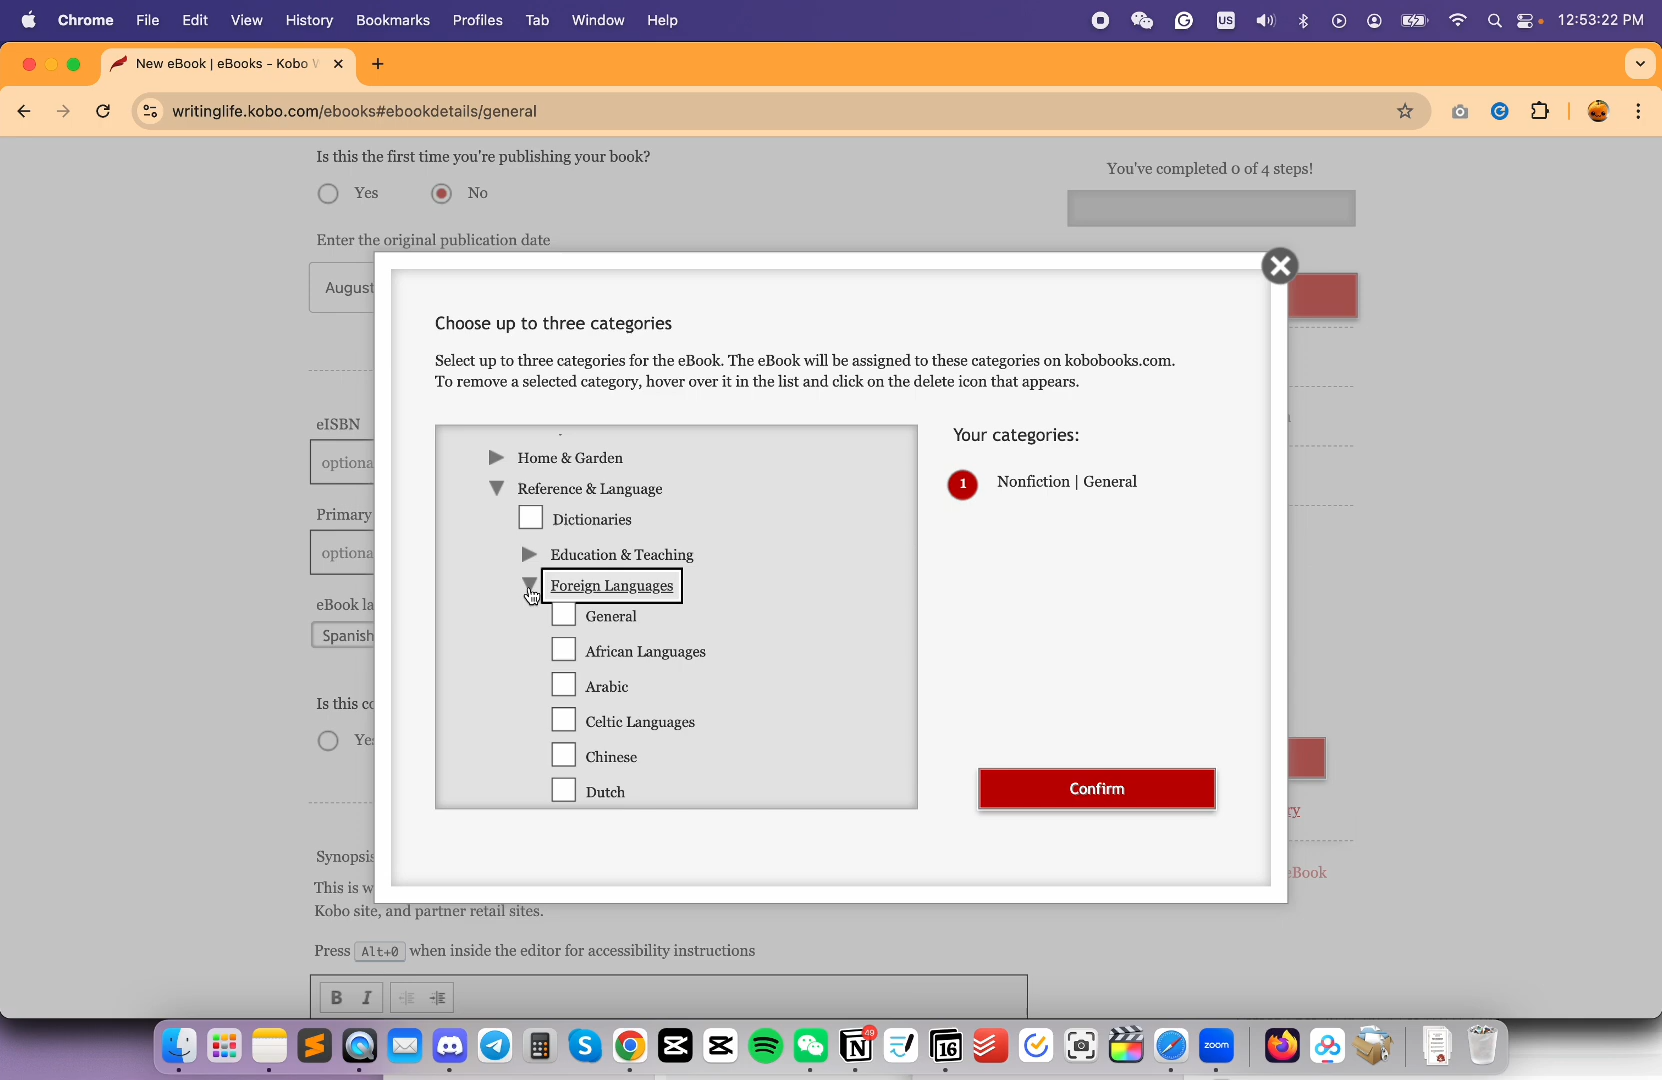 Chrome File Edit View History Bookmarks Profiles Tab Window Help US 12:53:22 PM
New eBook | eBooks - Kobo
writinglife.kobo.com/ebooks#ebookdetails/general
Is this the first time you're publishing your book?
You've completed 0 of 4 steps!
Yes No
Enter the original publication date
August
Choose up to three categories
Select up to three categories for the eBook. The eBook will be assigned to these categories on kobobooks.com.
To remove a selected category, hover over it in the list and click on the delete icon that appears.
eISBN
Your categories:
Home & Garden
1 Nonfiction | General
Reference & Language
Primary
Dictionaries
Education & Teaching
Foreign Languages
eBook
General
Spanish
African Languages
Arabic
Is this
Celtic Languages
Chinese
Dutch
Confirm
Synopsis
eBook
This is
Kobo site, and partner retail sites.
Press Alt+0 when inside the editor for accessibility instructions
B I
49
16
zoom